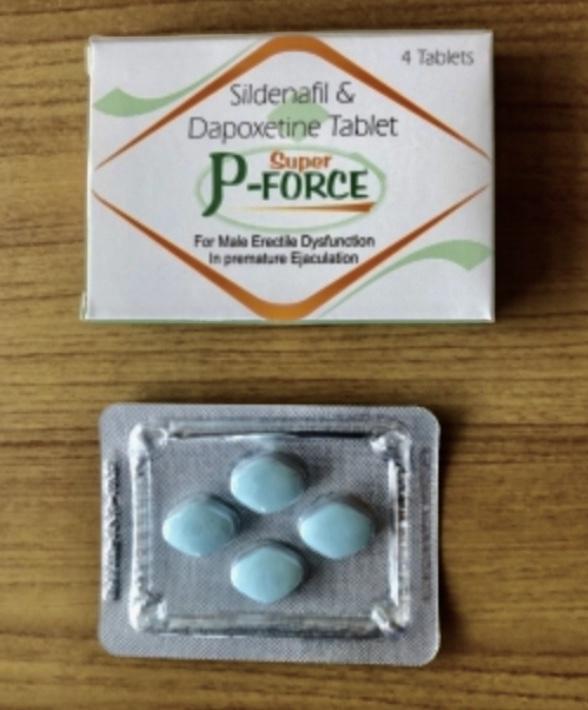 4 Tablets
Sildenafil &
Dapoxetine Tablet
Super
P-FORCE
For Male Erectile Dysfunction
In premature Ejaculation